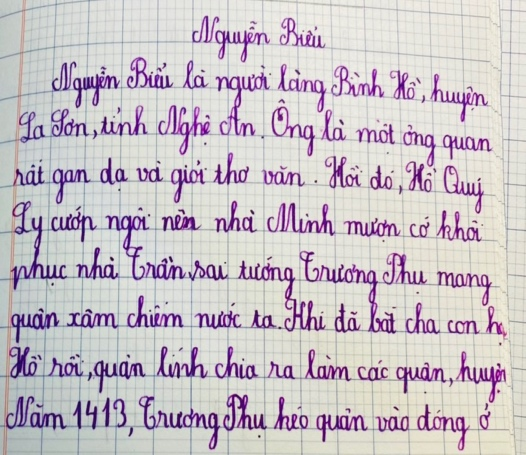 Nguyễn Biểu
Nguyễn Biểu là người làng Bình Hồ, huyện
La Sơn, tỉnh Nghệ An. Ông là một ông quan
rất gan dạ và giỏi thơ văn. Hồi đó, Hồ Quý
Ly cướp ngôi nên nhà Minh mượn cớ khôi
phục nhà Trần, sai tướng Trương Phụ mang
quân xâm chiếm nước ta. Khi đã bắt cha con họ
Hồ rồi, quân lính chia ra làm các quận, huyện
Năm 1413, Trương Phụ kéo quân vào đóng ở